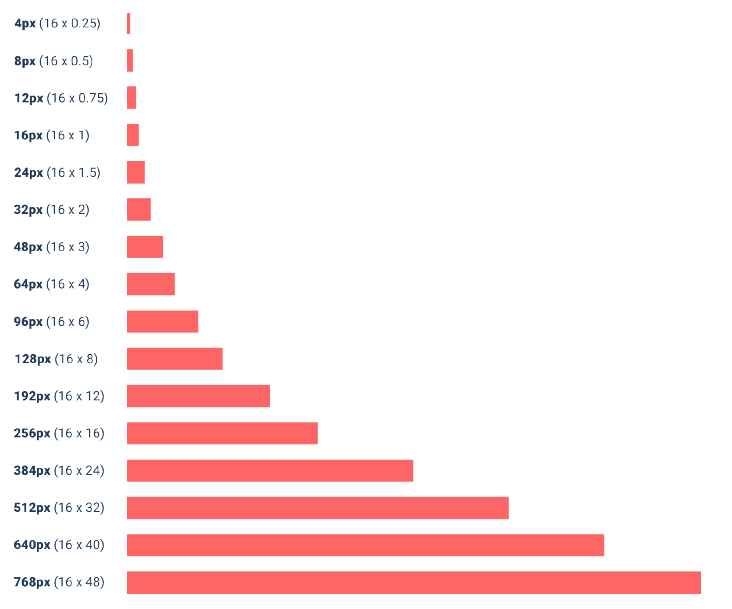 4px (16 x 0.25)
8px (16 x 0.5)
12px (16 x 0.75)
16px (16 x 1)
24px (16 x 1.5)
32px (16 x 2)
48px (16 x 3)
64px (16 x 4)
96px (16 x 6)
128px (16 x 8)
192px (16 x 12)
256px (16 x 16)
384px (16 x 24)
512px (16 x 32)
640px (16 x 40)
768px (16 x 48)